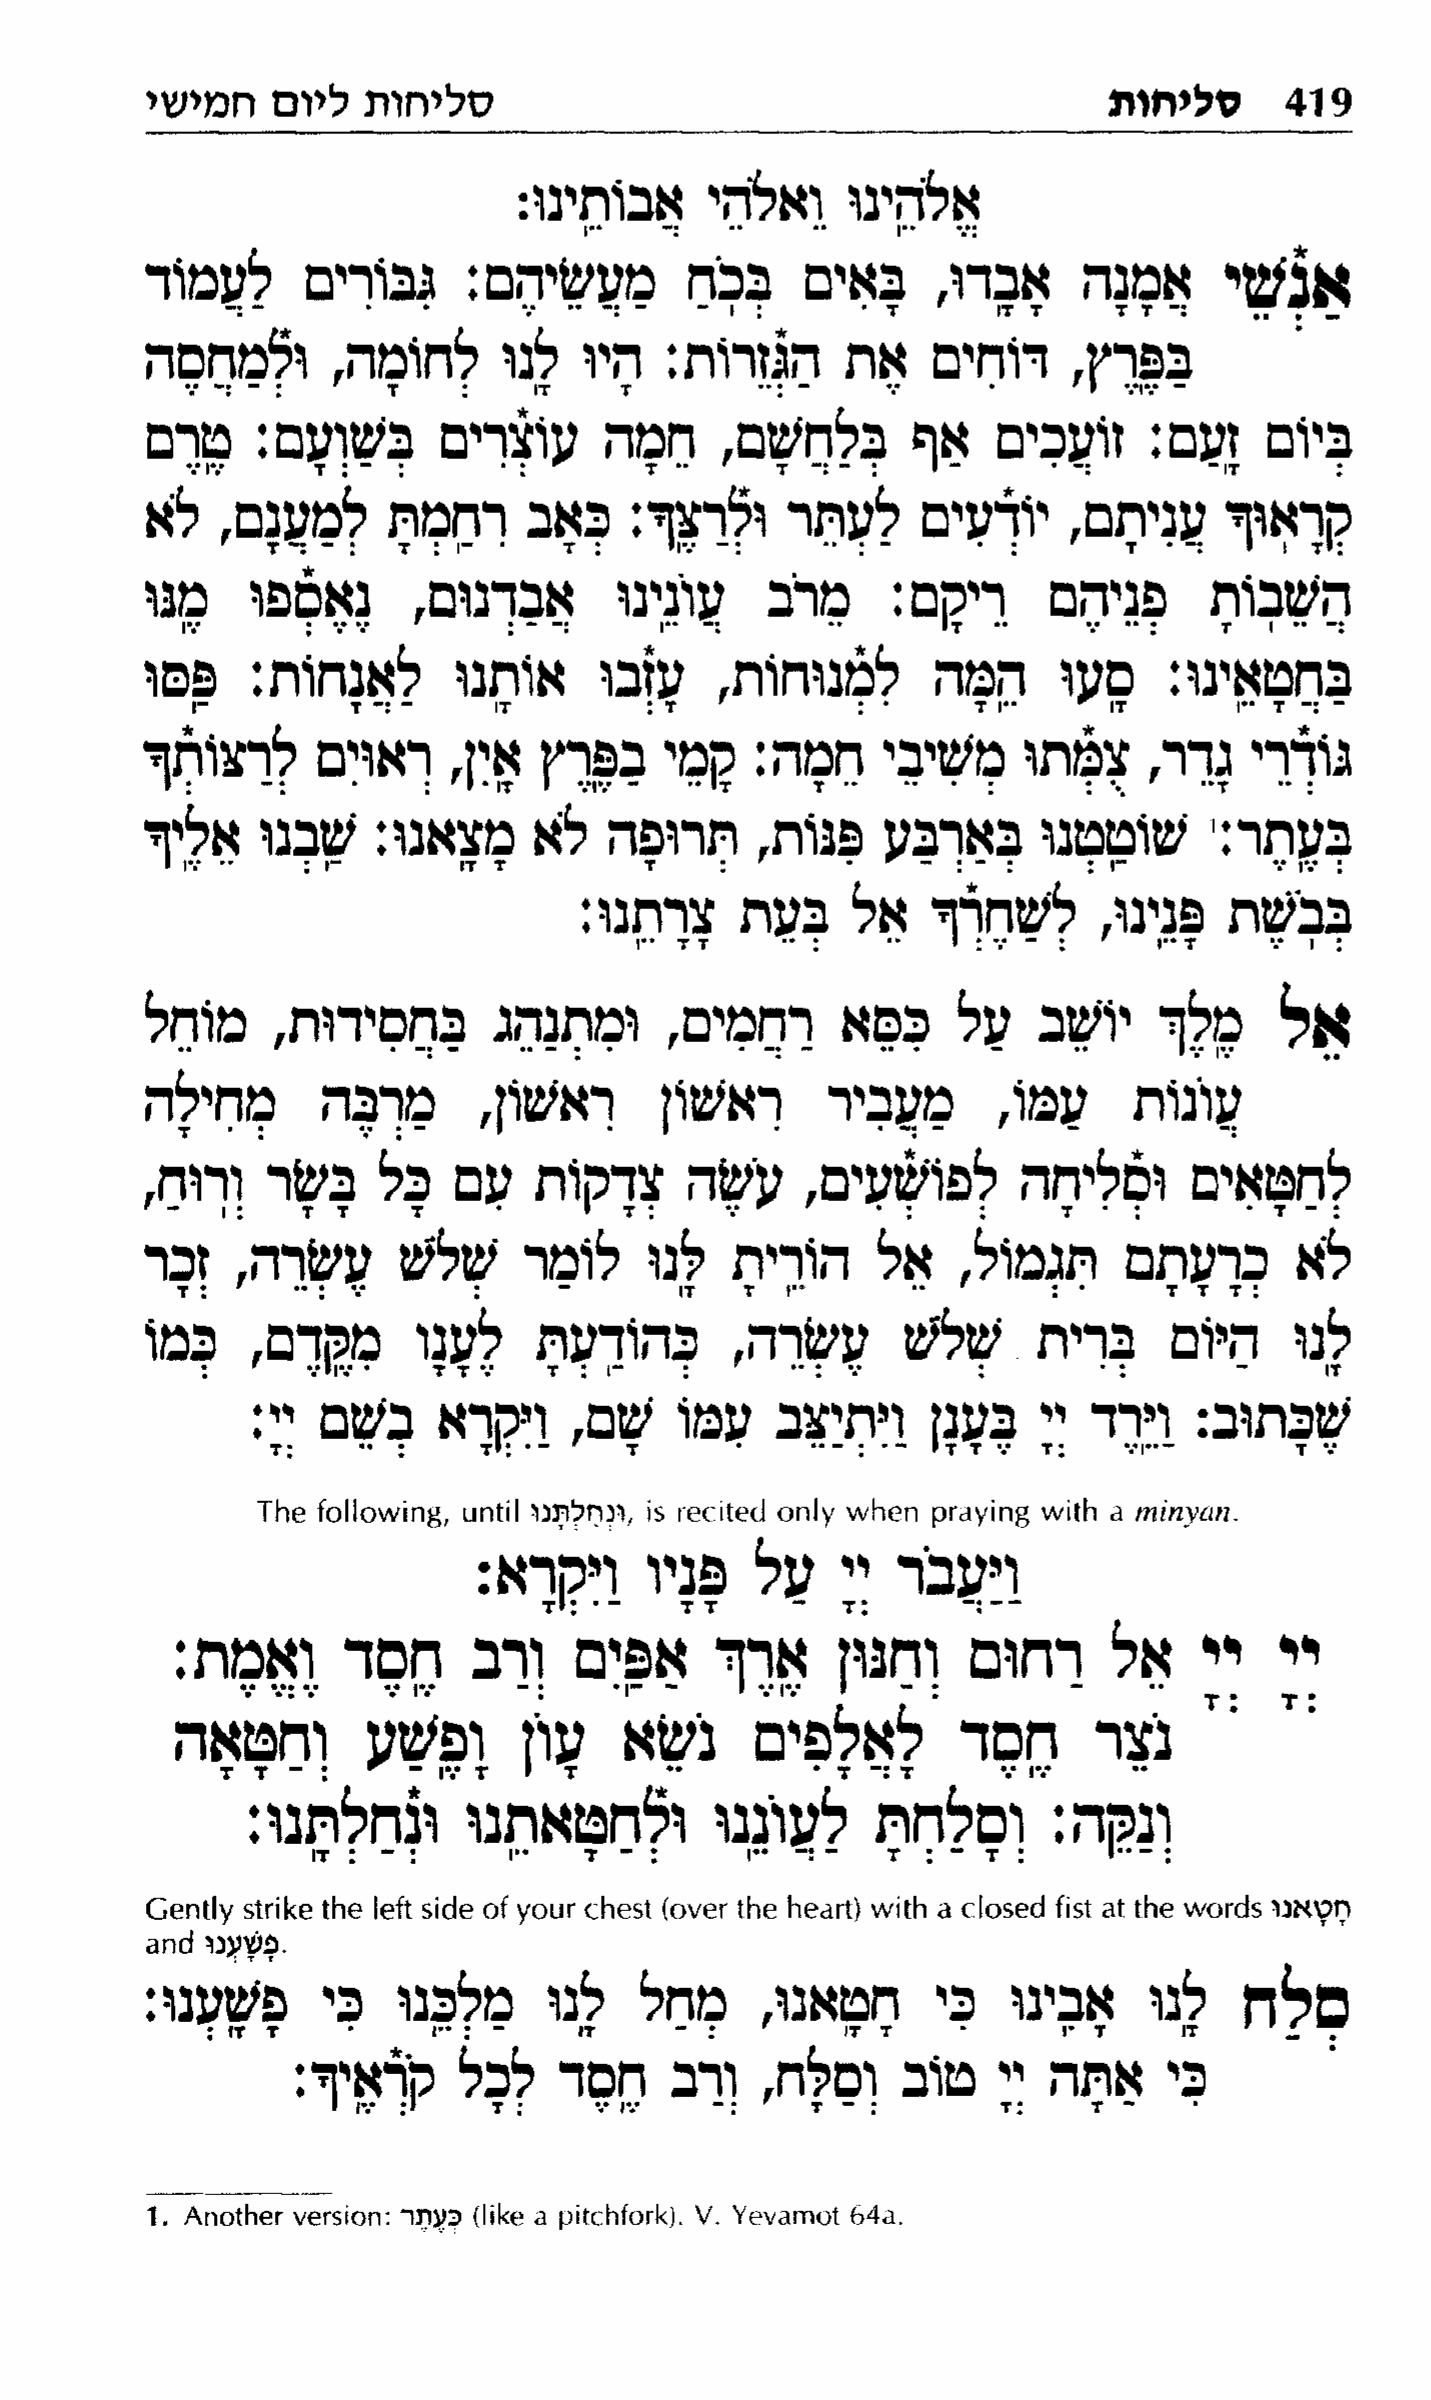 419 סליחות סליחות ליום חמישי
אֱלֹהֵינוּ וֵאלֹהֵי אֲבוֹתֵינוּ:
אַנְשֵׁי אֲמָנָה אָבָדוּ, בָּאִים בְּכֹחַ מַעֲשֵׂיהֶם: גִּבּוֹרִים לַעֲמוֹד
בַּפֶּרֶץ, דּוֹחִים אֶת הַגְּזֵרוֹת: הָיוּ לָנוּ לְחוֹמָה, וּלְמַחֲסֶה
בְּיוֹם זָעַם: זוֹעֲכִים אַף בְּלַחֲשָׁם, חֵמָה עוֹצְרִים בְּשַׁוְעָם: טֶרֶם
קְרָאוּךָ עֲנִיתָם, יוֹדְעִים לַעְתֵּר וּלְרַצֶּךָ: כְּאָב רִחַמְתָּ לְמַעֲנָם, לֹא
הֲשֵׁבוֹתָ פְנֵיהֶם רֵיקָם: מֵרֹב עֲוֹנֵינוּ אֲבַדְנוּם, נֶאֶסְפוּ מֶנּוּ
בַּחֲטָאֵינוּ: סָעוּ הֵמָּה לִמְנוּחוֹת, עָזְבוּ אוֹתָנוּ לַאֲנָחוֹת: פַּסּוּ
גּוֹדְרֵי גָדֵר, צֻמְּתוּ מְשִׁיבֵי חֵמָה: קָמֵי בַפֶּרֶץ אָיִן, רְאוּיִם לְרַצּוֹתְךָ
בְּעֶתֶר:¹ שׁוֹטַטְנוּ בְּאַרְבַּע פִּנּוֹת, תְּרוּפָה לֹא מָצָאנוּ: שַׁבְנוּ אֵלֶיךָ
בְּבֹשֶׁת פָּנֵינוּ, לְשַׁחֶרְךָ אֵל בְּעֵת צָרָתֵנוּ:
אֵל מֶלֶךְ יוֹשֵׁב עַל כִּסֵּא רַחֲמִים, וּמִתְנַהֵג בַּחֲסִידוּת, מוֹחֵל
עֲוֹנוֹת עַמּוֹ, מַעֲבִיר רִאשׁוֹן רִאשׁוֹן, מַרְבֶּה מְחִילָה
לְחַטָּאִים וּסְלִיחָה לְפוֹשְׁעִים, עֹשֶׂה צְדָקוֹת עִם כָּל בָּשָׂר וְרוּחַ,
לֹא כְרָעָתָם תִּגְמוֹל, אֵל הוֹרֵיתָ לָּנוּ לוֹמַר שְׁלֹשׁ עֶשְׂרֵה, זְכָר
לָנוּ הַיּוֹם בְּרִית שְׁלֹשׁ עֶשְׂרֵה, כְּהוֹדַעְתָּ לֶעָנָו מִקֶּדֶם, כְּמוֹ
שֶׁכָּתוּב: וַיֵּרֶד יְיָ בֶּעָנָן וַיִּתְיַצֵּב עִמּוֹ שָׁם, וַיִּקְרָא בְשֵׁם יְיָ:
The following, until וּנְחַלְתָּנוּ, is recited only when praying with a minyan.
וַיַּעֲבֹר יְיָ עַל פָּנָיו וַיִּקְרָא:
יְיָ יְיָ אֵל רַחוּם וְחַנּוּן אֶרֶךְ אַפַּיִם וְרַב חֶסֶד וֶאֱמֶת:
נֹצֵר חֶסֶד לָאֲלָפִים נֹשֵׂא עָוֹן וָפֶשַׁע וְחַטָּאָה
וְנַקֵּה: וְסָלַחְתָּ לַעֲוֹנֵנוּ וּלְחַטָּאתֵנוּ וּנְחַלְתָּנוּ:
Gently strike the left side of your chest (over the heart) with a closed fist at the words חָטָאנוּ
and פָשָׁעְנוּ.
סְלַח לָנוּ אָבִינוּ כִּי חָטָאנוּ, מְחַל לָנוּ מַלְכֵּנוּ כִּי פָשָׁעְנוּ:
כִּי אַתָּה יְיָ טוֹב וְסַלָּח, וְרַב חֶסֶד לְכָל קֹרְאֶיךָ:
1. Another version: כְּעֶתֶר (like a pitchfork). V. Yevamot 64a.